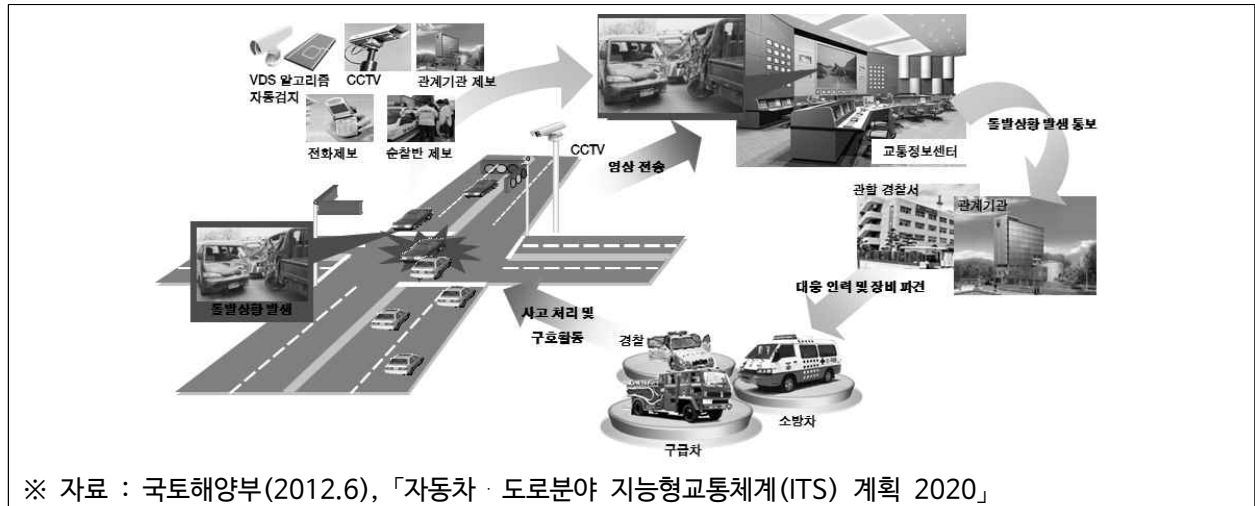 VDS 알고리즘
자동검지
CCTV
관계기관 제보
전화제보
순찰반 제보
CCTV
영상 전송
교통정보센터
돌발상황 발생 통보
관할 경찰서
관계기관
대응 인력 및 장비 파견
돌발상황 발생
사고 처리 및
구호활동
경찰
소방차
구급차
※ 자료 : 국토해양부(2012.6), 「자동차 · 도로분야 지능형교통체계(ITS) 계획 2020」